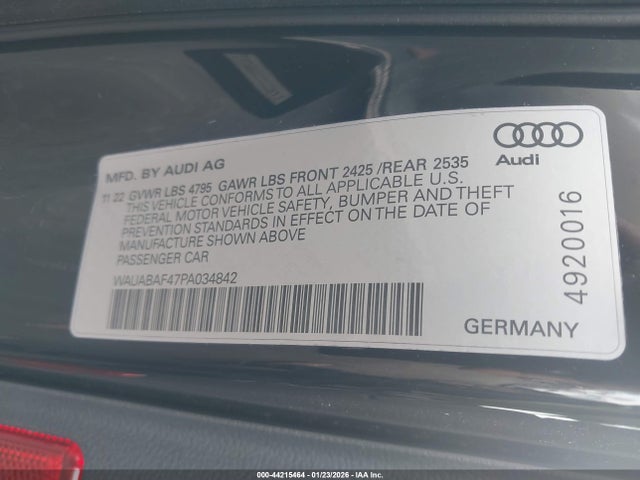 MFD. BY AUDI AG
11 22 GVWR LBS 4795 GAWR LBS FRONT 2425 /REAR 2535
THIS VEHICLE CONFORMS TO ALL APPLICABLE U.S.
FEDERAL MOTOR VEHICLE SAFETY, BUMPER AND THEFT
PREVENTION STANDARDS IN EFFECT ON THE DATE OF
MANUFACTURE SHOWN ABOVE
PASSENGER CAR
WAUABAF47PA034842
Audi
4920016
GERMANY
000-44215464 | 01/23/2026 - IAA Inc.